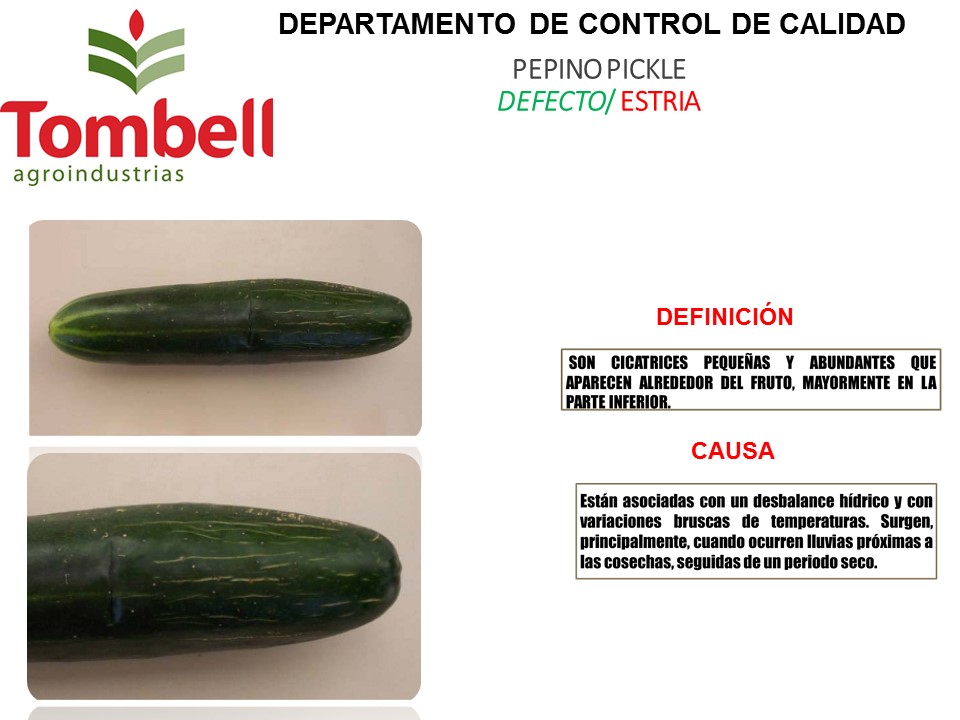 DEPARTAMENTO DE CONTROL DE CALIDAD
PEPINO PICKLE
DEFECTO/ ESTRIA
Tombell
agroindustrias
DEFINICIÓN
SON CICATRICES PEQUEÑAS Y ABUNDANTES QUE
APARECEN ALREDEDOR DEL FRUTO, MAYORMENTE EN LA
PARTE INFERIOR.
CAUSA
Están asociadas con un desbalance hídrico y con
variaciones bruscas de temperaturas. Surgen,
principalmente, cuando ocurren lluvias próximas a
las cosechas, seguidas de un periodo seco.